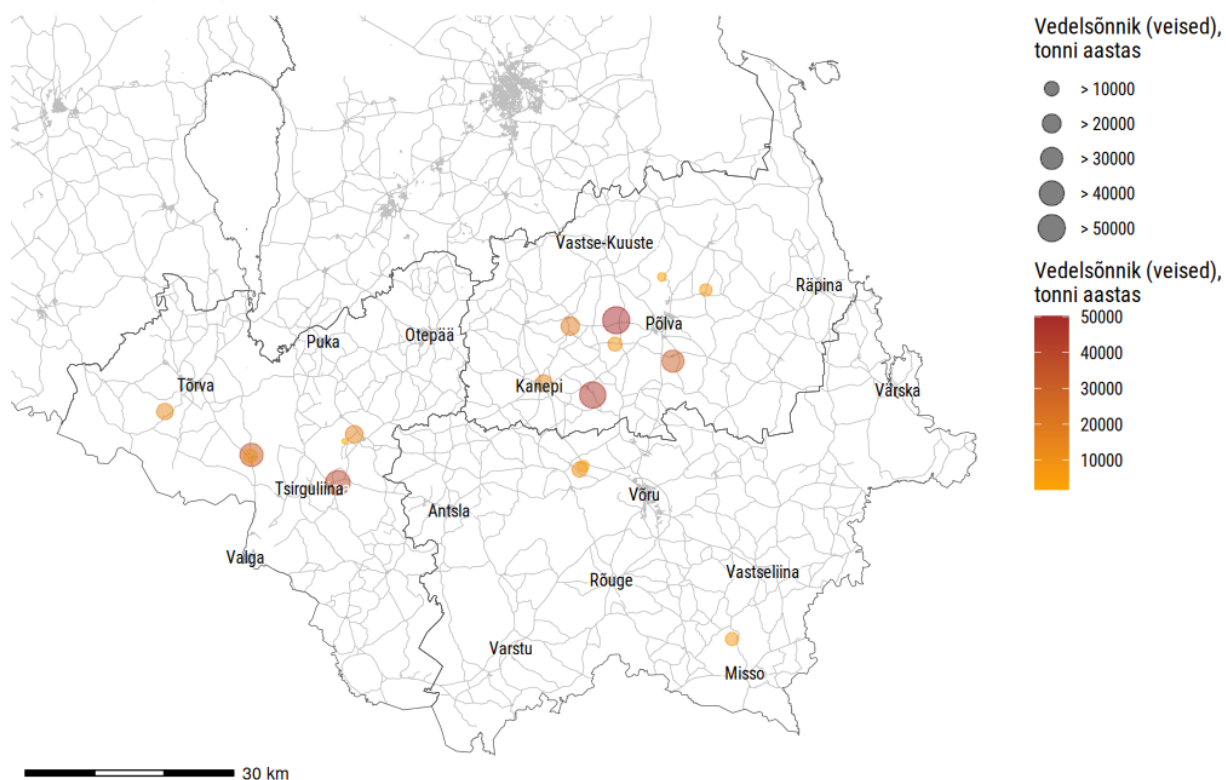 Vedelsõnnik (veised),
tonni aastas
> 10000
> 20000
> 30000
> 40000
> 50000
Vedelsõnnik (veised),
tonni aastas
50000
40000
30000
20000
10000
Vastse-Kuuste
Räpina
Põlva
Otepää
Puka
Tõrva
Kanepi
Värska
Tsirguliina
Võru
Antsla
Valga
Rõuge
Vastseliina
Varstu
Misso
30 km